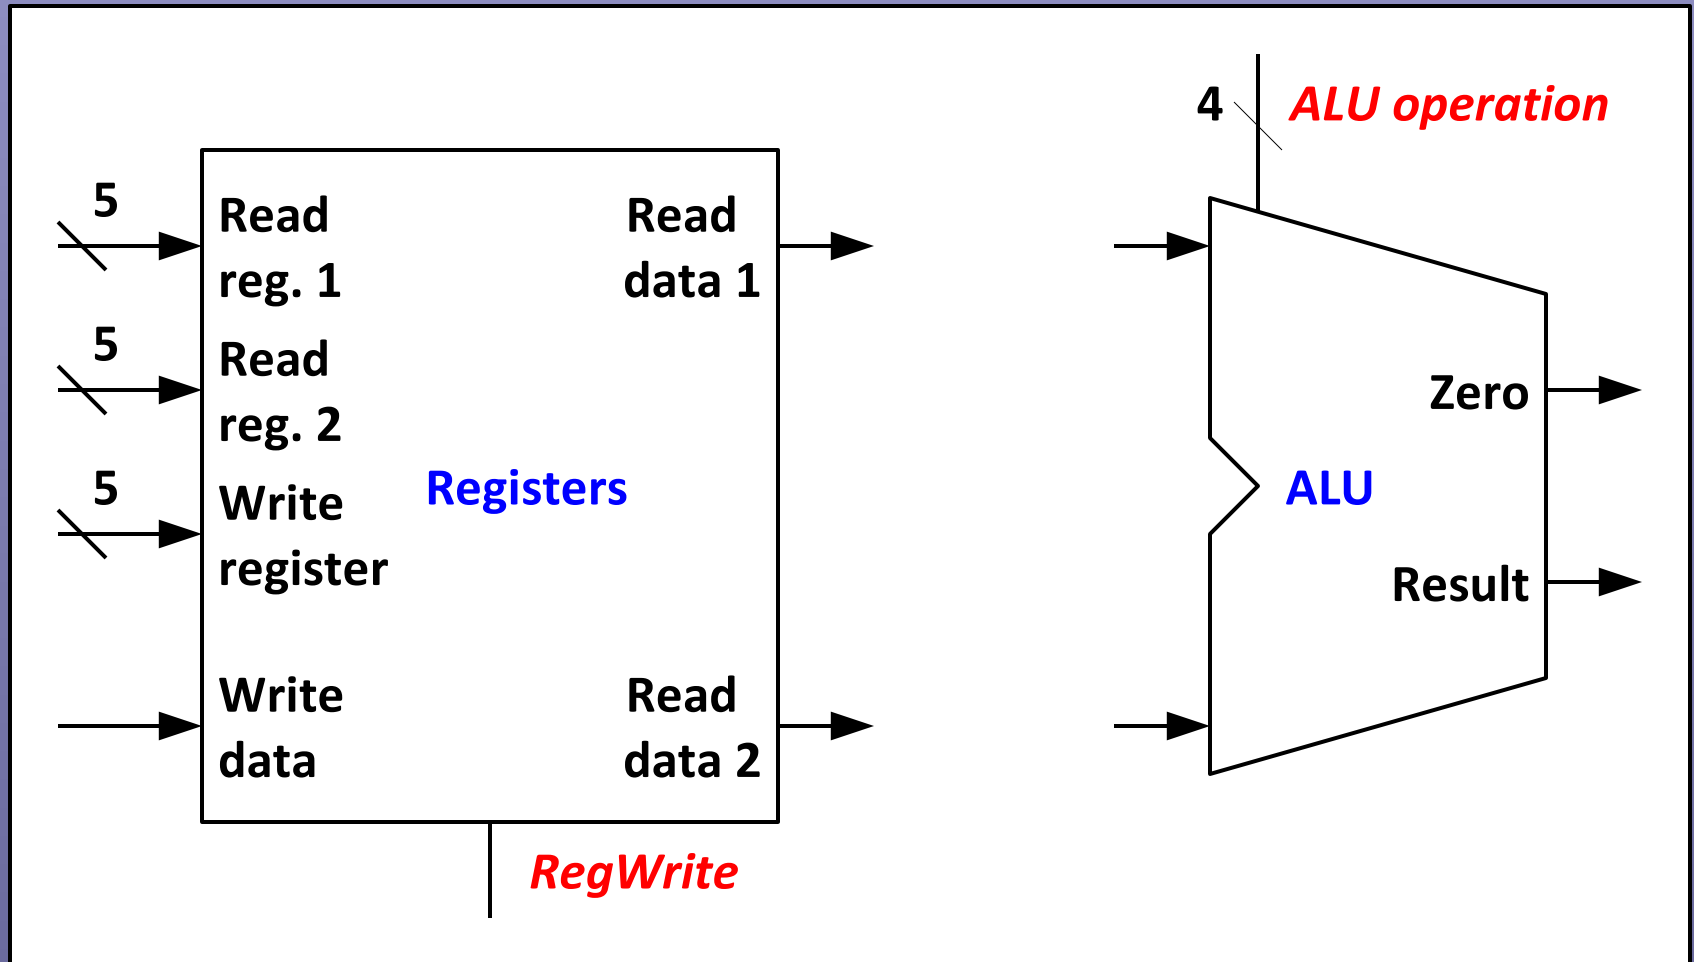 5
Read
reg. 1
5
Read
reg. 2
5
Write
register
Write
data
Registers
Read
data 1
Read
data 2
RegWrite
4
ALU operation
ALU
Zero
Result